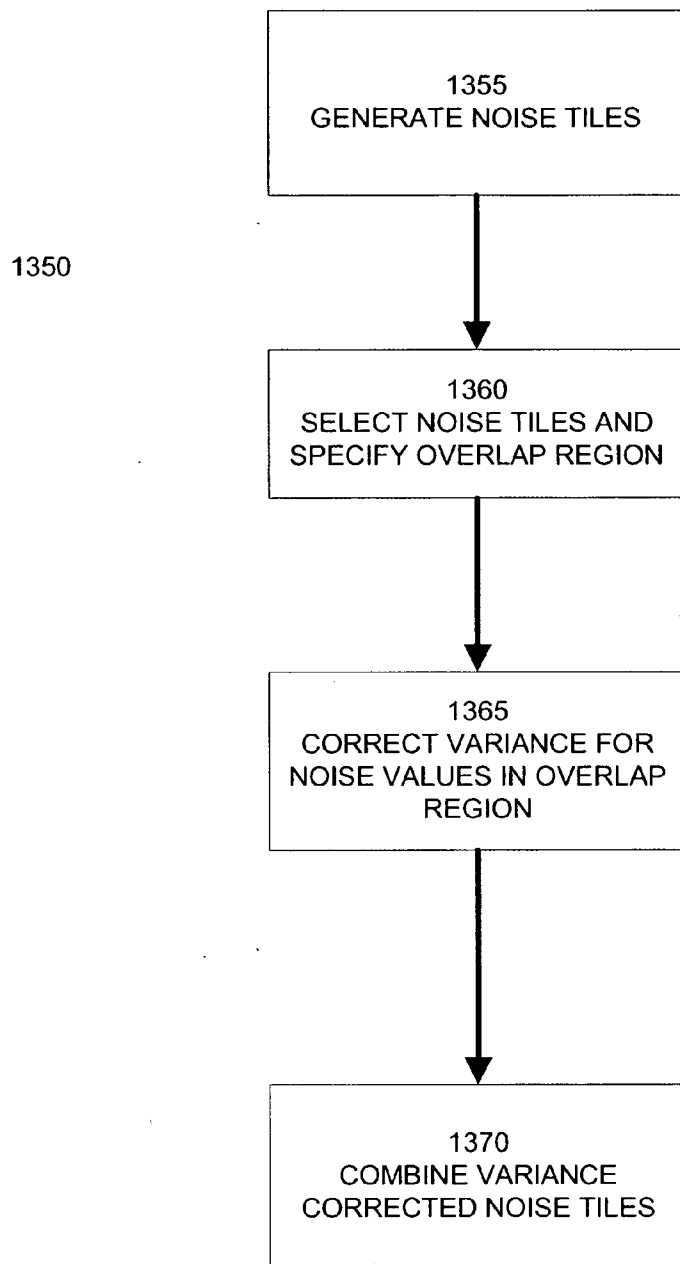 1355
GENERATE NOISE TILES
1350
1360
SELECT NOISE TILES AND
SPECIFY OVERLAP REGION
1365
CORRECT VARIANCE FOR
NOISE VALUES IN OVERLAP
REGION
1370
COMBINE VARIANCE
CORRECTED NOISE TILES